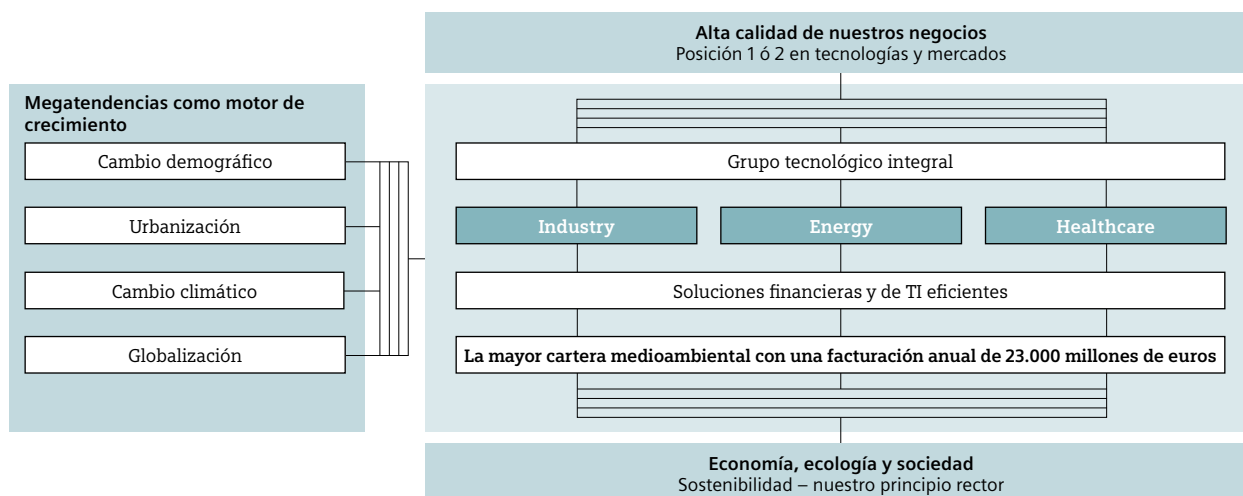 Alta calidad de nuestros negocios
Posición 1 ó 2 en tecnologías y mercados
Megatendencias como motor de
crecimiento
Cambio demográfico
Urbanización
Cambio climático
Globalización
Grupo tecnológico integral
Industry
Energy
Healthcare
Soluciones financieras y de TI eficientes
La mayor cartera medioambiental con una facturación anual de 23.000 millones de euros
Economía, ecología y sociedad
Sostenibilidad – nuestro principio rector